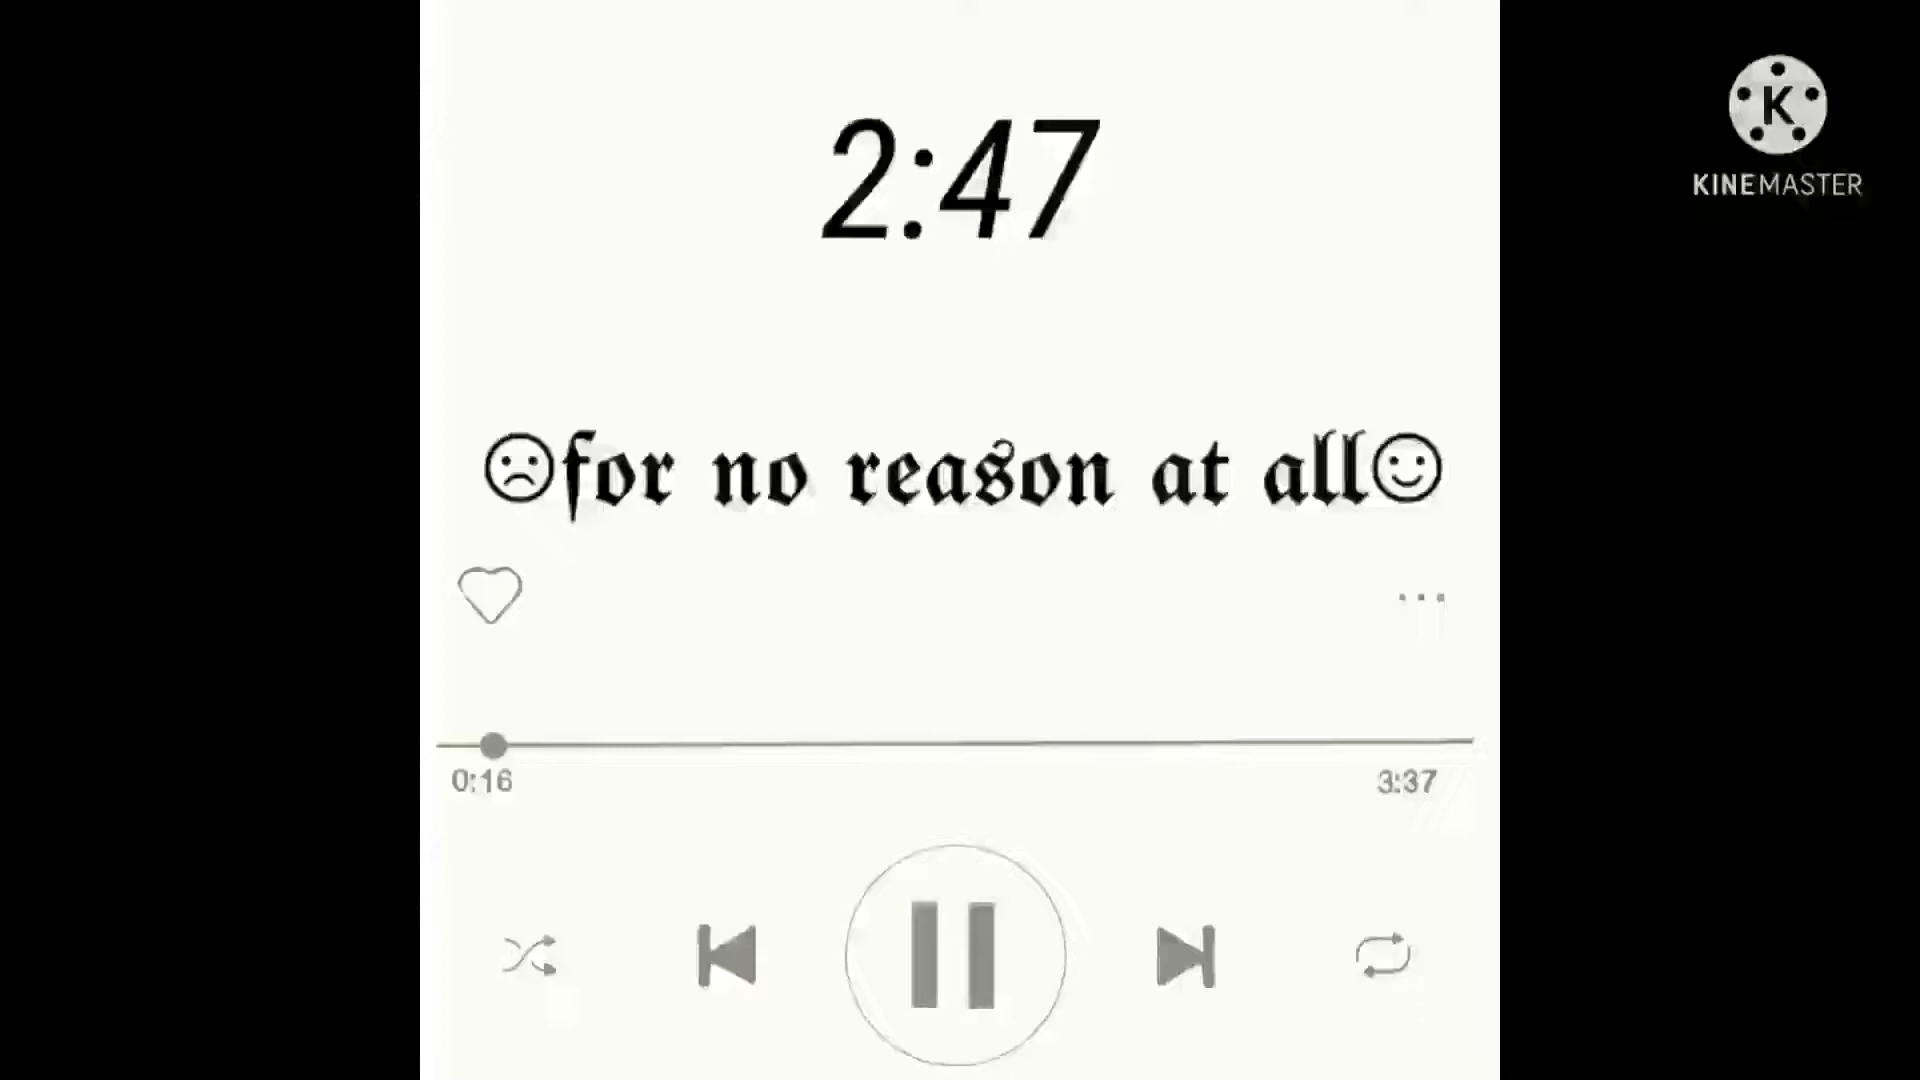 2:47
K
KINEMASTER
☹for no reason at all☺
...
0:16
3:37